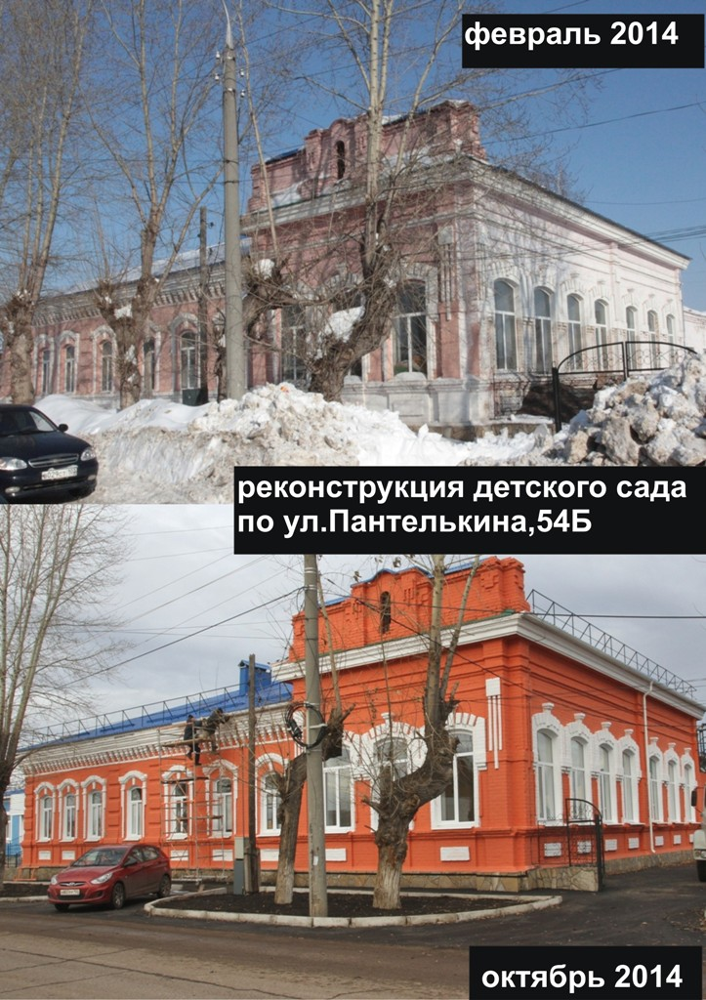 февраль 2014
реконструкция детского сада
по ул.Пантелькина,54Б
октябрь 2014